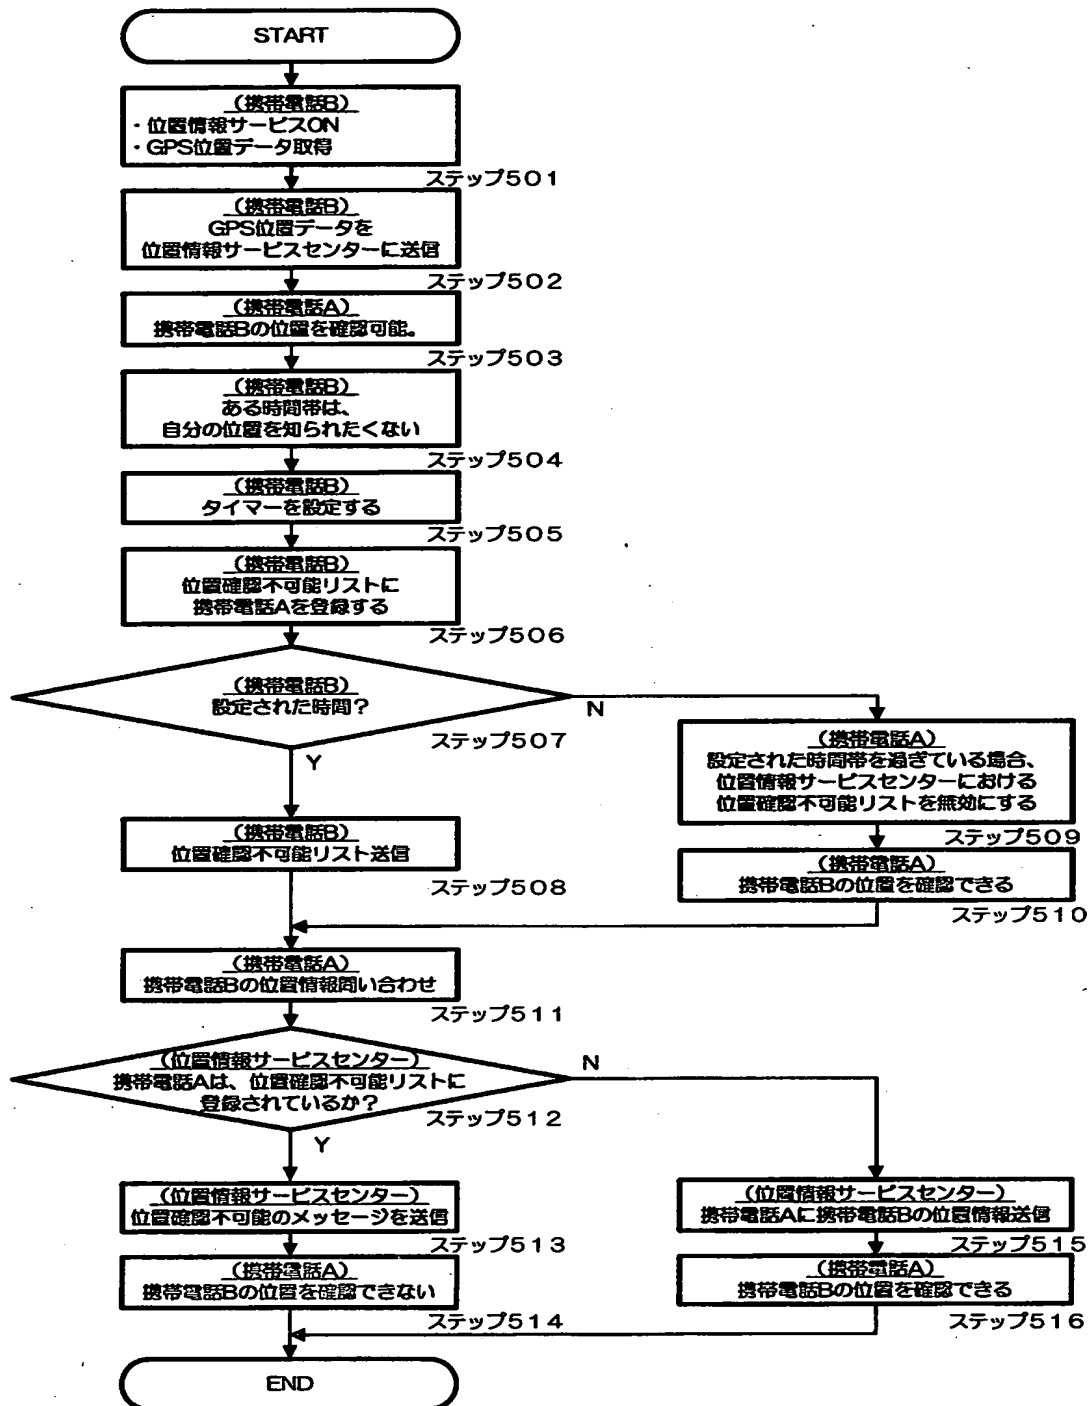 START
（携帯電話B）
・位置情報サービスON
・GPS位置データ取得
ステップ501
（携帯電話B）
GPS位置データを
位置情報サービスセンターに送信
ステップ502
（携帯電話A）
携帯電話Bの位置を確認可能。
ステップ503
（携帯電話B）
ある時間帯は、
自分の位置を知られたくない
ステップ504
（携帯電話B）
タイマーを設定する
ステップ505
（携帯電話B）
位置確認不可能リストに
携帯電話Aを登録する
ステップ506
（携帯電話B）
設定された時間？
N
ステップ507
Y
（携帯電話A）
設定された時間帯を過ぎている場合、
位置情報サービスセンターにおける
位置確認不可能リストを無効にする
ステップ509
（携帯電話B）
位置確認不可能リスト送信
ステップ508
（携帯電話A）
携帯電話Bの位置を確認できる
ステップ510
（携帯電話A）
携帯電話Bの位置情報問い合わせ
ステップ511
（位置情報サービスセンター）
携帯電話Aは、位置確認不可能リストに
登録されているか？
N
ステップ512
Y
（位置情報サービスセンター）
位置確認不可能のメッセージを送信
ステップ513
（携帯電話A）
携帯電話Bの位置を確認できない
ステップ514
（位置情報サービスセンター）
携帯電話Aに携帯電話Bの位置情報送信
ステップ515
（携帯電話A）
携帯電話Bの位置を確認できる
ステップ516
END